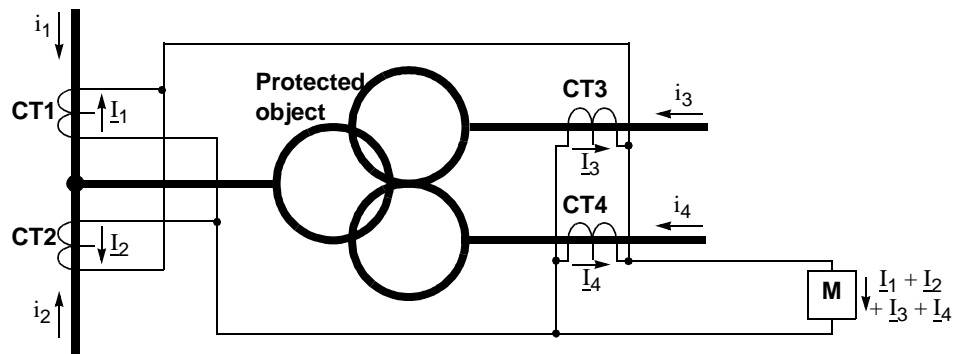 i1
CT1
I1
Protected
object
CT3
i3
I3
CT2
I2
CT4
i4
I4
i2
M
I1 + I2
+ I3 + I4